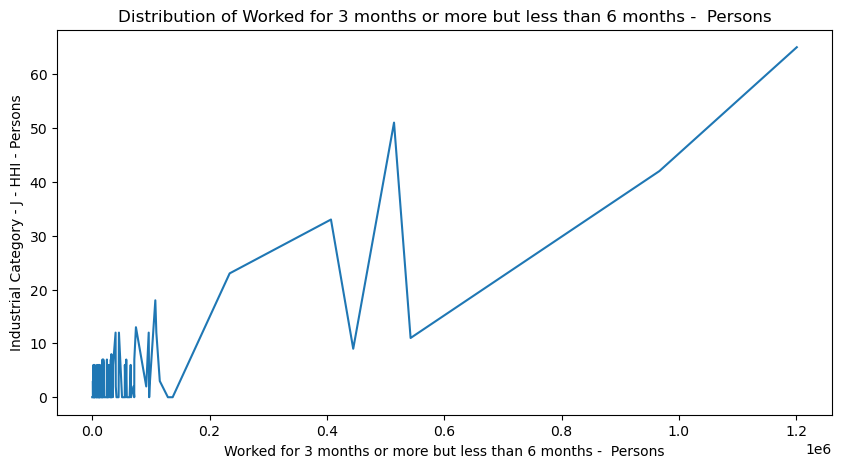 Distribution of Worked for 3 months or more but less than 6 months -  Persons
Industrial Category - J - HHI - Persons
60
50
40
30
20
10
0
0.0 0.2 0.4 0.6 0.8 1.0 1.2
1e6
Worked for 3 months or more but less than 6 months -  Persons